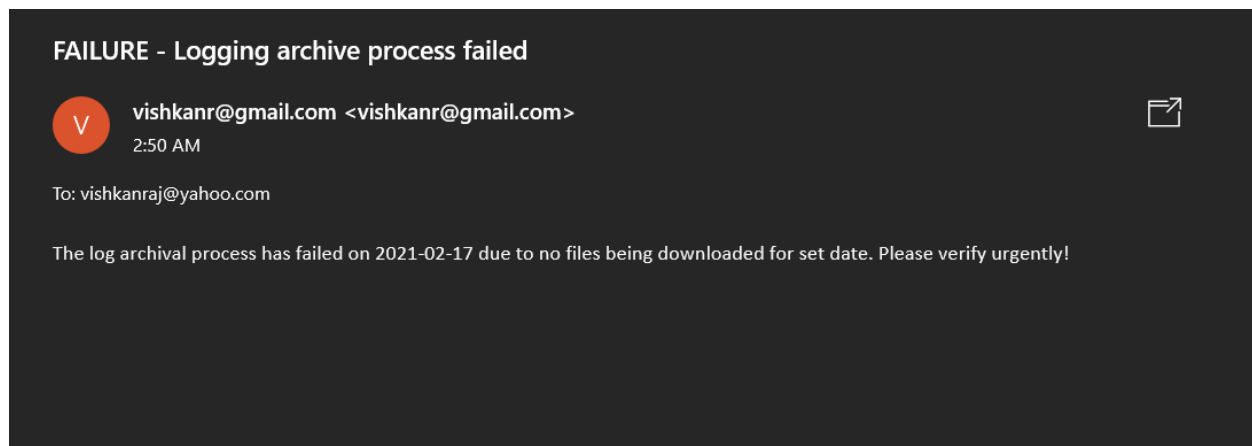 FAILURE - Logging archive process failed
V
vishkanr@gmail.com <vishkanr@gmail.com>
2:50 AM
To: vishkanraj@yahoo.com
The log archival process has failed on 2021-02-17 due to no files being downloaded for set date. Please verify urgently!